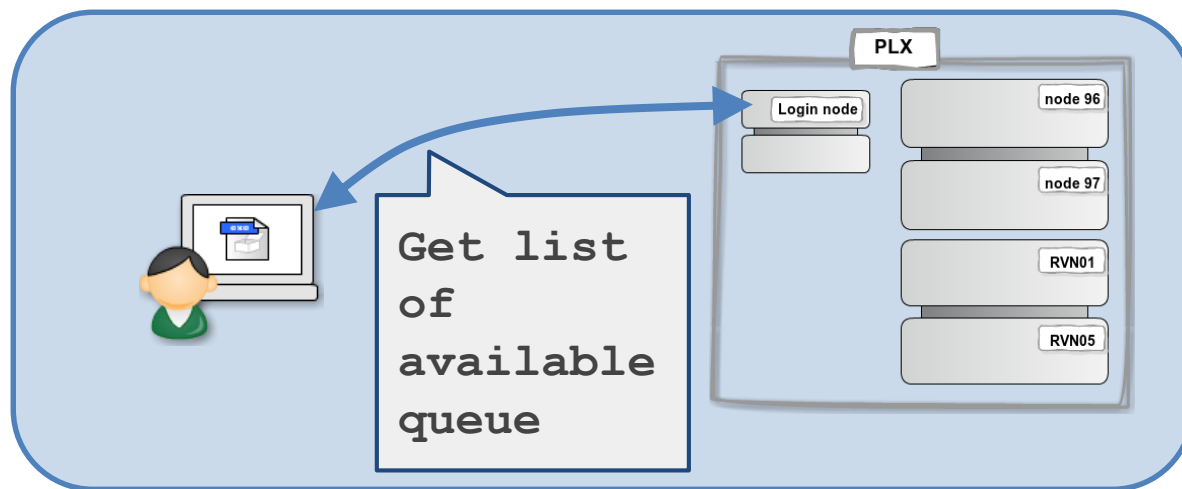 PLX
Login node
node 96
node 97
RVN01
RVN05
Get list
of
available
queue